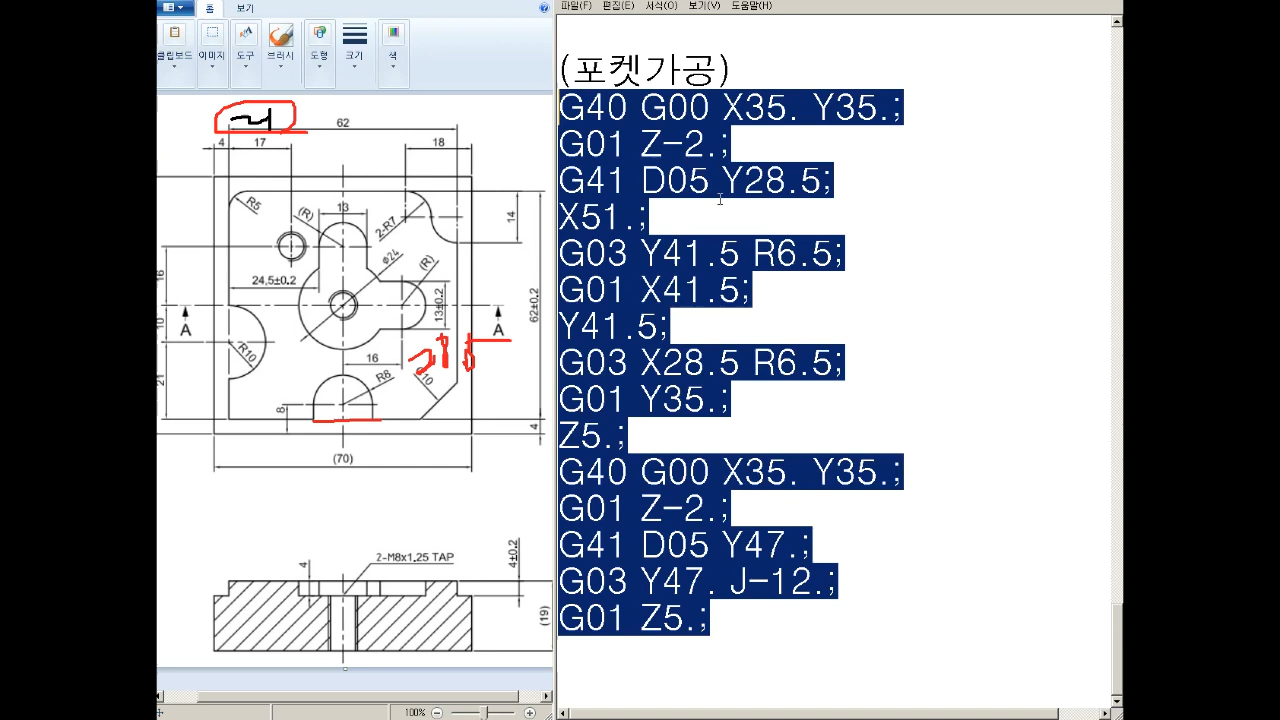 홈
보기
클립보드
이미지
도구
브러시
도형
크기
색
62
4
17
18
R5
(R)
13
2-R7
14
ø24
(R)
16
24,5±0.2
13±0.2
62±0.2
A
A
10
R10
16
21
R8
C10
8
4
(70)
2-M8x1.25 TAP
4
4±0.2
(19)
100%
파일(F) 편집(E) 서식(O) 보기(V) 도움말(H)
(포켓가공)
G40 G00 X35. Y35.;
G01 Z-2.;
G41 D05 Y28.5;
X51.;
G03 Y41.5 R6.5;
G01 X41.5;
Y41.5;
G03 X28.5 R6.5;
G01 Y35.;
Z5.;
G40 G00 X35. Y35.;
G01 Z-2.;
G41 D05 Y47.;
G03 Y47. J-12.;
G01 Z5.;